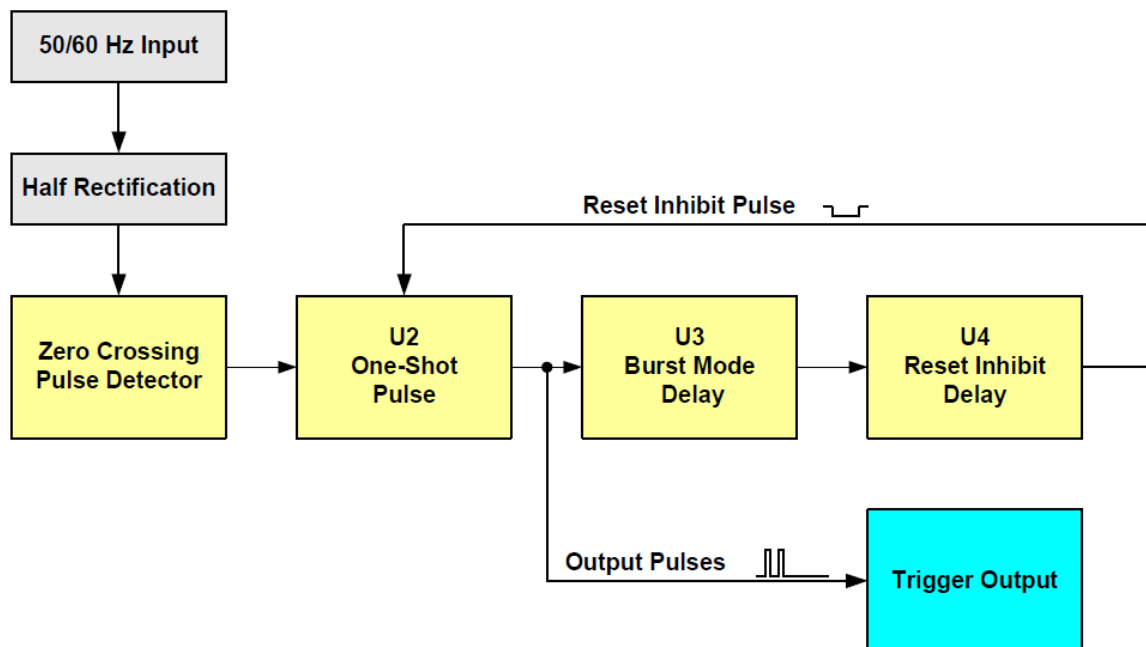 50/60 Hz Input
Half Rectification
Reset Inhibit Pulse
Zero Crossing
Pulse Detector
U2
One-Shot
Pulse
U3
Burst Mode
Delay
U4
Reset Inhibit
Delay
Output Pulses
Trigger Output